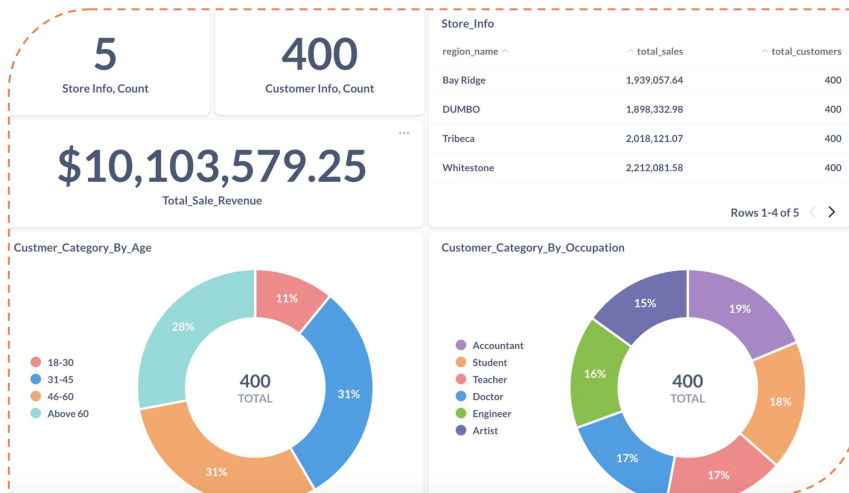 5
Store Info, Count
400
Customer Info, Count
$10,103,579.25
Total_Sale_Revenue
Store_Info
region_name total_sales total_customers
Bay Ridge 1,939,057.64 400
DUMBO 1,898,332.98 400
Tribeca 2,018,121.07 400
Whitestone 2,212,081.58 400
Rows 1-4 of 5
Custmer_Category_By_Age
18-30
31-45
46-60
Above 60
11%
31%
31%
28%
400
TOTAL
Customer_Category_By_Occupation
Accountant
Student
Teacher
Doctor
Engineer
Artist
19%
18%
17%
17%
16%
15%
400
TOTAL